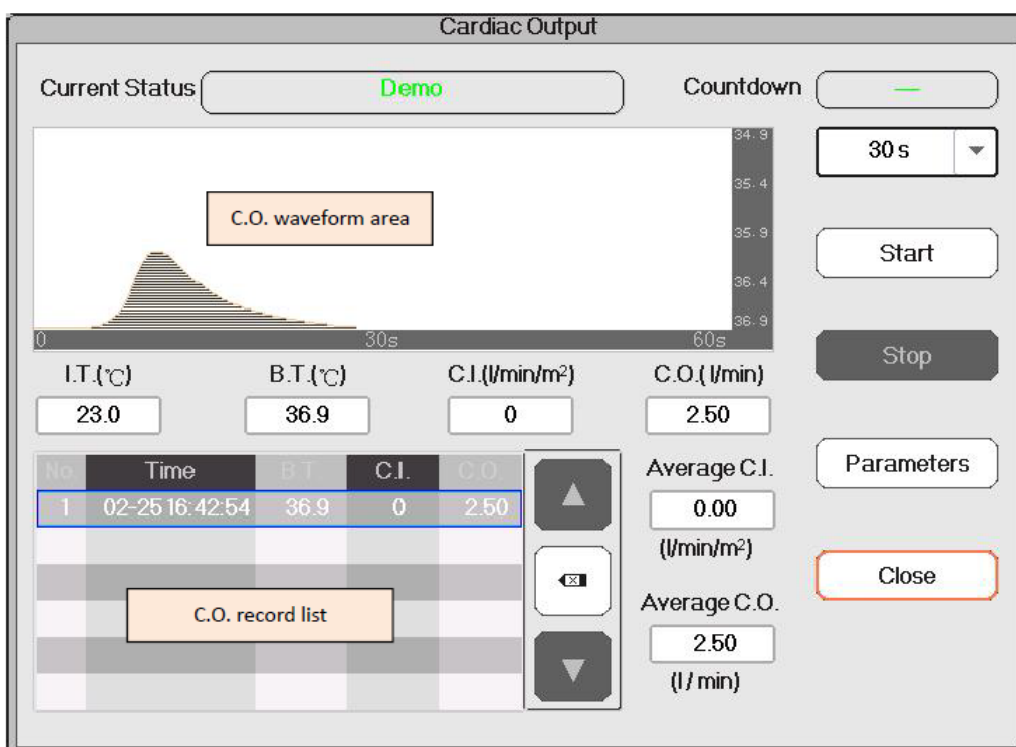 Cardiac Output
Current Status Demo Countdown —
34.9
35.4
35.9
36.4
36.9
0 30s 60s
C.O. waveform area
30 s
Start
Stop
I.T.(℃) B.T.(℃) C.I.(l/min/m²) C.O.( l/min)
23.0 36.9 0 2.50
No. Time B.T. C.I. C.O.
1 02-25 16:42:54 36.9 0 2.50
C.O. record list
Average C.I.
0.00
(l/min/m²)
Average C.O.
2.50
(l / min)
Parameters
Close